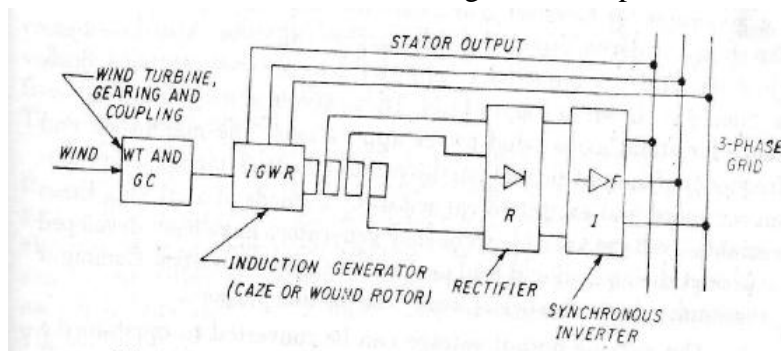 STATOR OUTPUT
WIND TURBINE,
GEARING AND
COUPLING
WIND
WT AND
GC
IGWR
3-PHASE
GRID
R
I
INDUCTION GENERATOR
(CAZE OR WOUND ROTOR)
RECTIFIER
SYNCHRONOUS
INVERTER